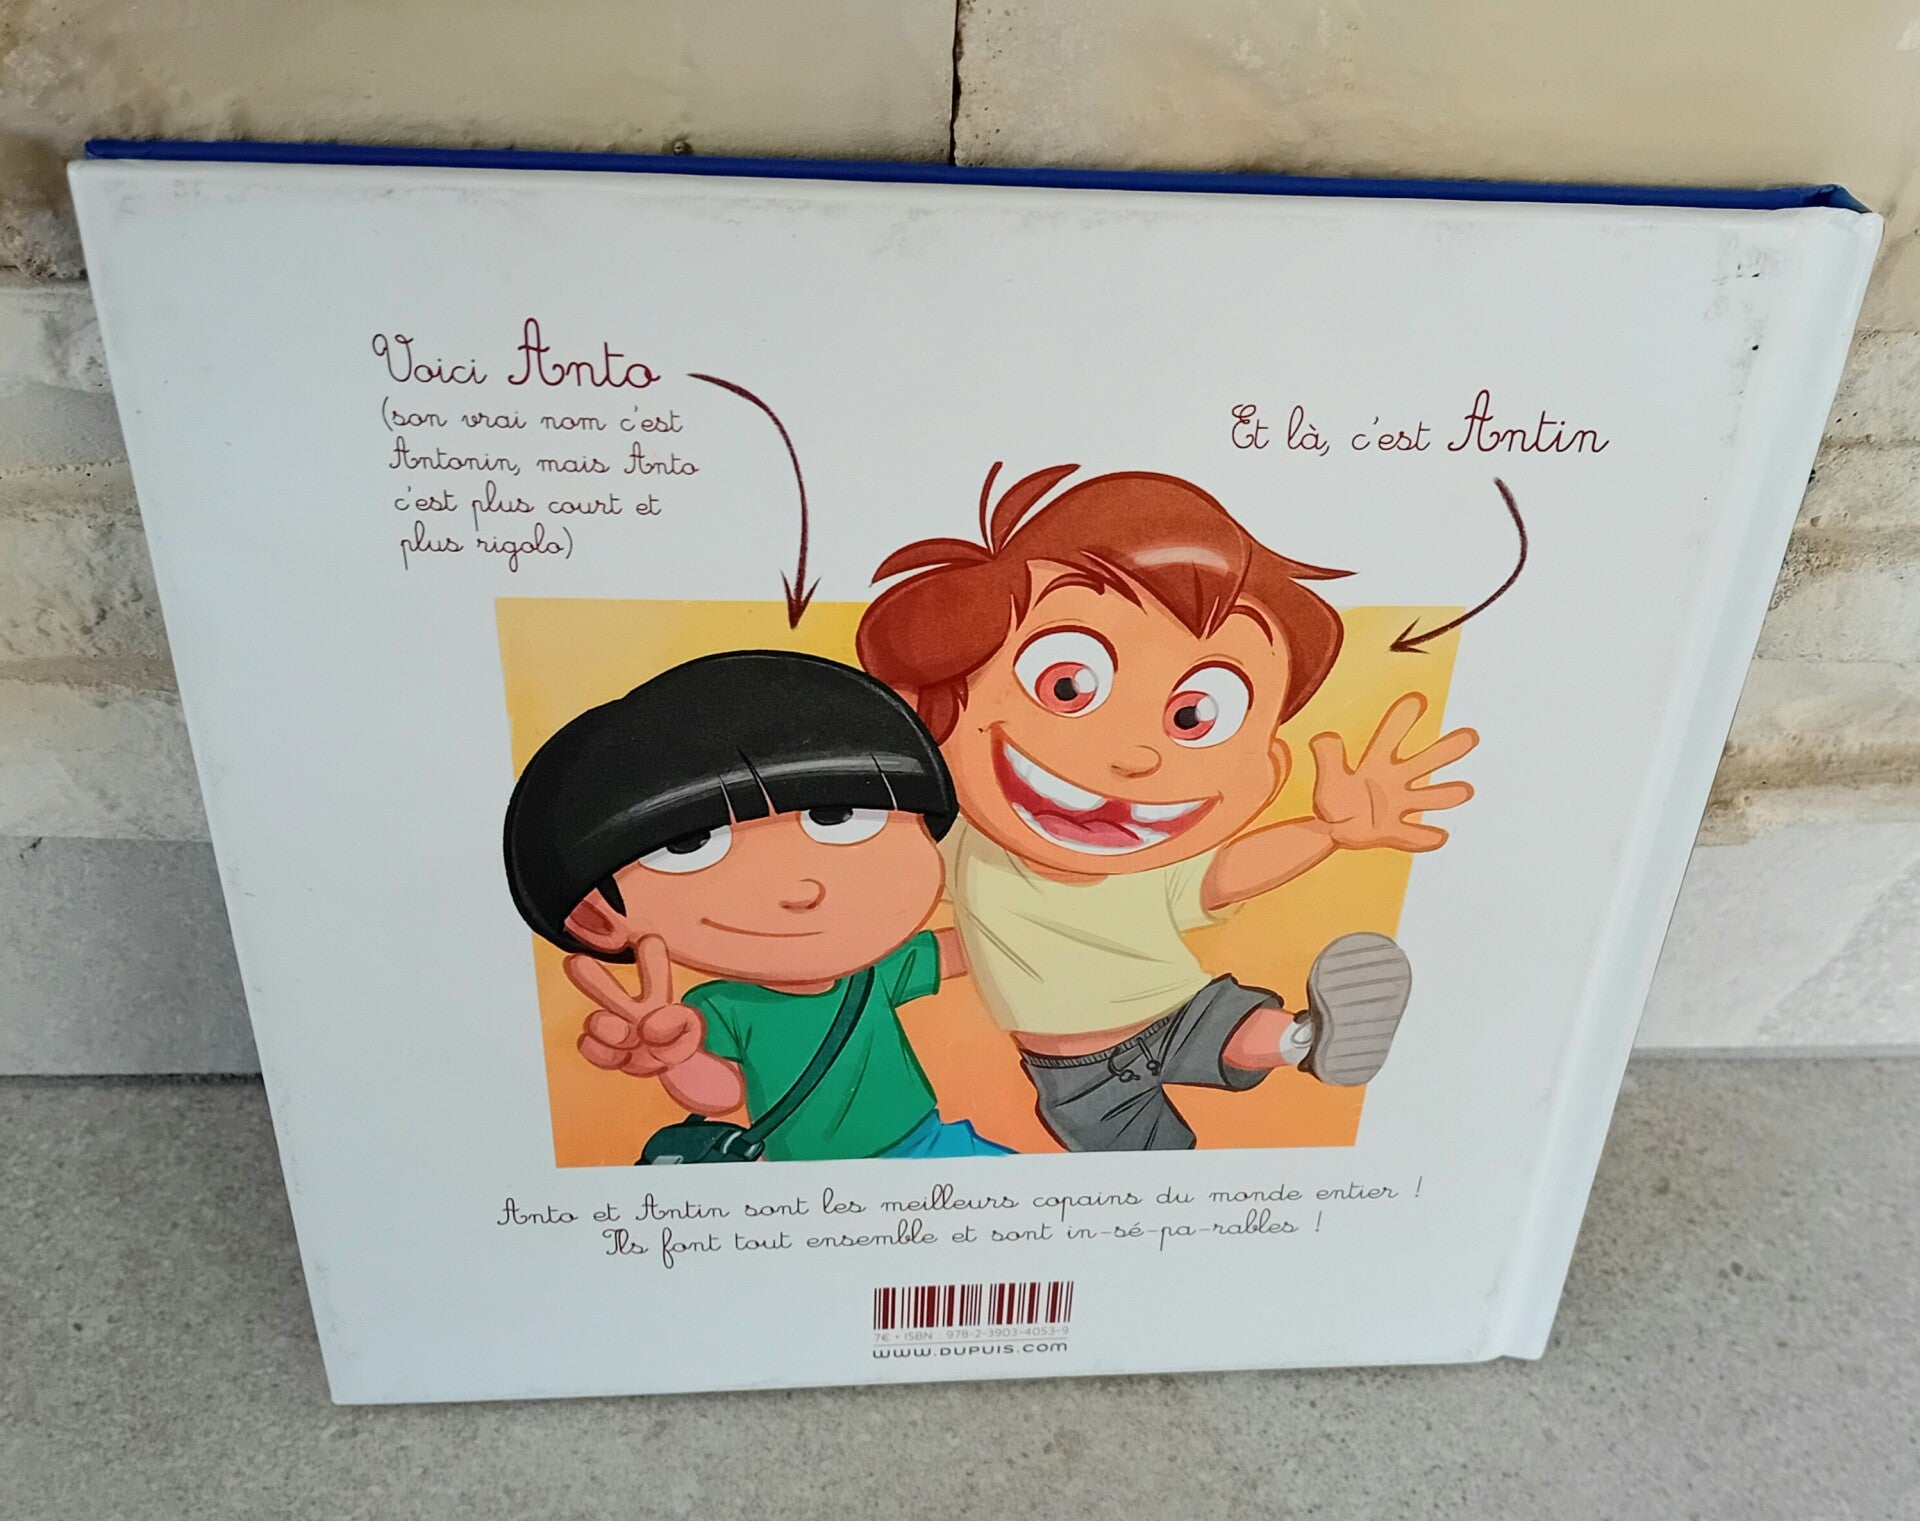 Voici Anto
(son vrai nom c'est
Antonin, mais Anto
c'est plus court et
plus rigolo)
Et là, c'est Antin
Anto et Antin sont les meilleurs copains du monde entier !
Ils font tout ensemble et sont in-sé-pa-rables !
7€ • ISBN : 978-2-3903-4053-9
www.DUPUIS.com